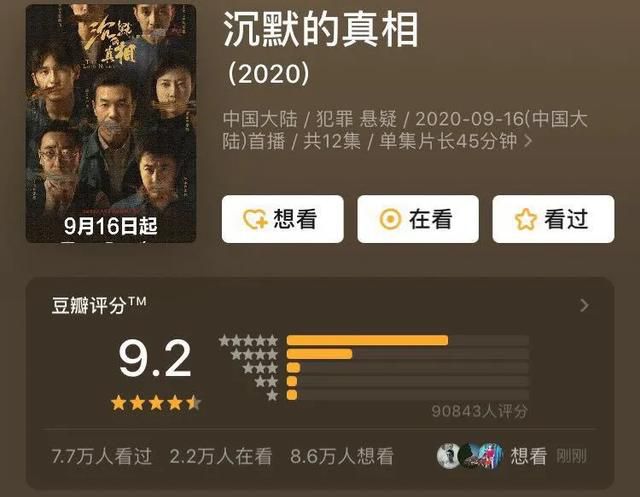 沉默的真相
沉默的真相
(2020)
中国大陆 / 犯罪 悬疑 / 2020-09-16(中国大
陆)首播 / 共12集 / 单集片长45分钟 >
9月16日起
想看
在看
看过
豆瓣评分TM
9.2
90843人评分
7.7万人看过 2.2万人在看 8.6万人想看
想看 刚刚